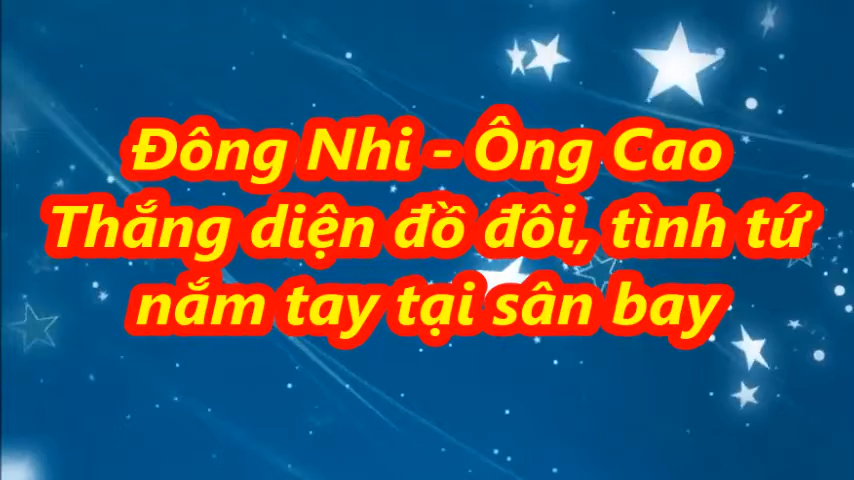 Đông Nhi - Ông Cao
Thắng diện đồ đôi, tình tứ
nắm tay tại sân bay